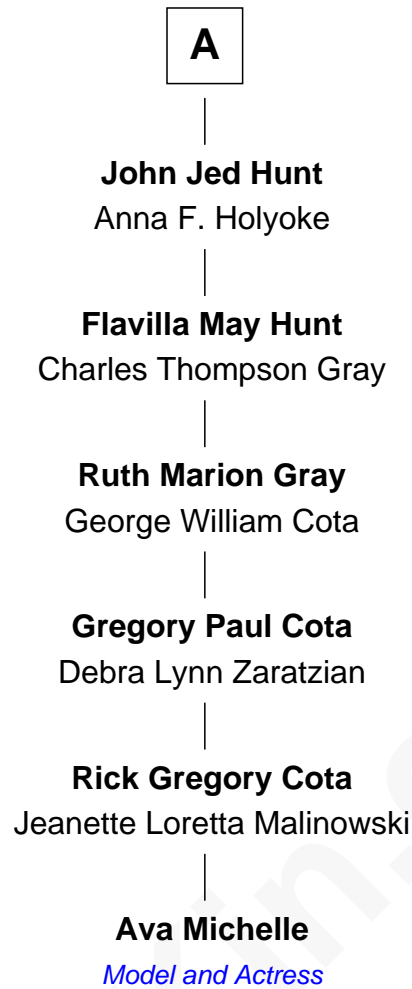 A
John Jed Hunt
Anna F. Holyoke
Flavilla May Hunt
Charles Thompson Gray
Ruth Marion Gray
George William Cota
Gregory Paul Cota
Debra Lynn Zaratzian
Rick Gregory Cota
Jeanette Loretta Malinowski
Ava Michelle
Model and Actress